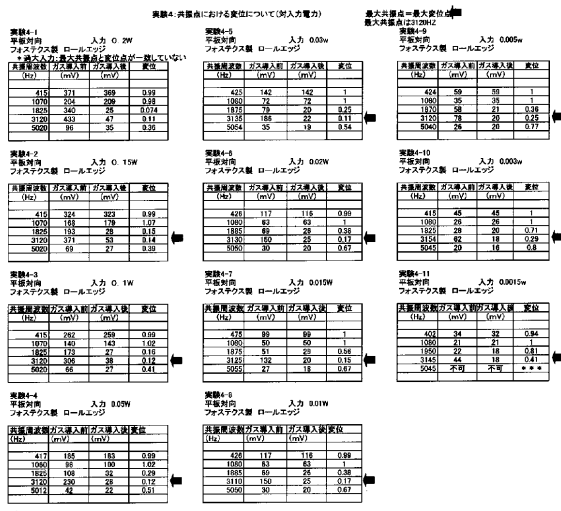 実験4:共振点における変位について(対入力電力)
最大共振点=最大変位点
最大共振点は3120HZ
実験4-1
平板対向 入力 0. 2W
フォステクス製 ロールエッジ
*過大入力:最大共振点と変位点が一致していない
共振周波数 ガス導入前 ガス導入後 変位
(Hz) (mV) (mV)
415 371 369 0.99
1070 204 209 0.98
1825 340 25 0.074
3120 433 47 0.11
5020 96 35 0.36
実験4-2
平板対向 入力 0. 15W
フォステクス製 ロールエッジ
共振周波数 ガス導入前 ガス導入後 変位
(Hz) (mV) (mV)
415 324 323 0.99
1070 168 179 1.07
1825 193 28 0.15
3120 371 53 0.14
5020 69 27 0.39
実験4-3
平板対向 入力 0. 1W
フォステクス製 ロールエッジ
共振周波数 ガス導入前 ガス導入後 変位
(Hz) (mV) (mV)
415 262 259 0.99
1070 140 143 1.02
1825 173 27 0.16
3120 306 38 0.12
5020 66 27 0.41
実験4-4
平板対向 入力 0.05W
フォステクス製 ロールエッジ
共振周波数 ガス導入前 ガス導入後 変位
(Hz) (mV) (mV)
417 185 183 0.99
1060 98 100 1.02
1825 108 32 0.29
3120 230 28 0.12
5012 42 22 0.51
実験4-5
平板対向 入力 0.03w
フォステクス製 ロールエッジ
共振周波数 ガス導入前 ガス導入後 変位
(Hz) (mV) (mV)
425 142 142 1
1060 72 72 1
1875 79 20 0.25
3135 186 22 0.11
5054 35 19 0.54
実験4-6
平板対向 入力 0.02W
フォステクス製 ロールエッジ
共振周波数 ガス導入前 ガス導入後 変位
(Hz) (mV) (mV)
426 117 116 0.99
1080 63 63 1
1885 69 26 0.38
3130 150 25 0.17
5050 30 20 0.67
実験4-7
平板対向 入力 0.015W
フォステクス製 ロールエッジ
共振周波数 ガス導入前 ガス導入後 変位
(Hz) (mV) (mV)
475 99 99 1
1080 50 50 1
1875 51 29 0.56
3125 132 20 0.15
5055 27 18 0.67
実験4-8
平板対向 入力 0.01W
フォステクス製 ロールエッジ
共振周波数 ガス導入前 ガス導入後 変位
(Hz) (mV) (mV)
426 117 116 0.99
1080 63 63 1
1885 69 26 0.38
3110 150 25 0.17
5050 30 20 0.67
実験4-9
平板対向 入力 0.005w
フォステクス製 ロールエッジ
共振周波数 ガス導入前 ガス導入後 変位
(Hz) (mV) (mV)
424 59 59 1
1080 35 35
1870 58 21 0.36
3120 78 20 0.25
5040 26 20 0.77
実験4-10
平板対向 入力 0.003w
フォステクス製 ロールエッジ
共振周波数 ガス導入前 ガス導入後 変位
(Hz) (mV) (mV)
415 45 45 1
1080 26 26 1
1825 28 20 0.71
3154 62 18 0.29
5045 20 16 0.8
実験4-11
平板対向 入力 0.0015w
フォステクス製 ロールエッジ
共振周波数 ガス導入前 ガス導入後 変位
(Hz) (mV) (mV)
402 34 32 0.94
1080 21 21 1
1950 22 18 0.81
3145 44 18 0.41
5045 不可 不可 ***